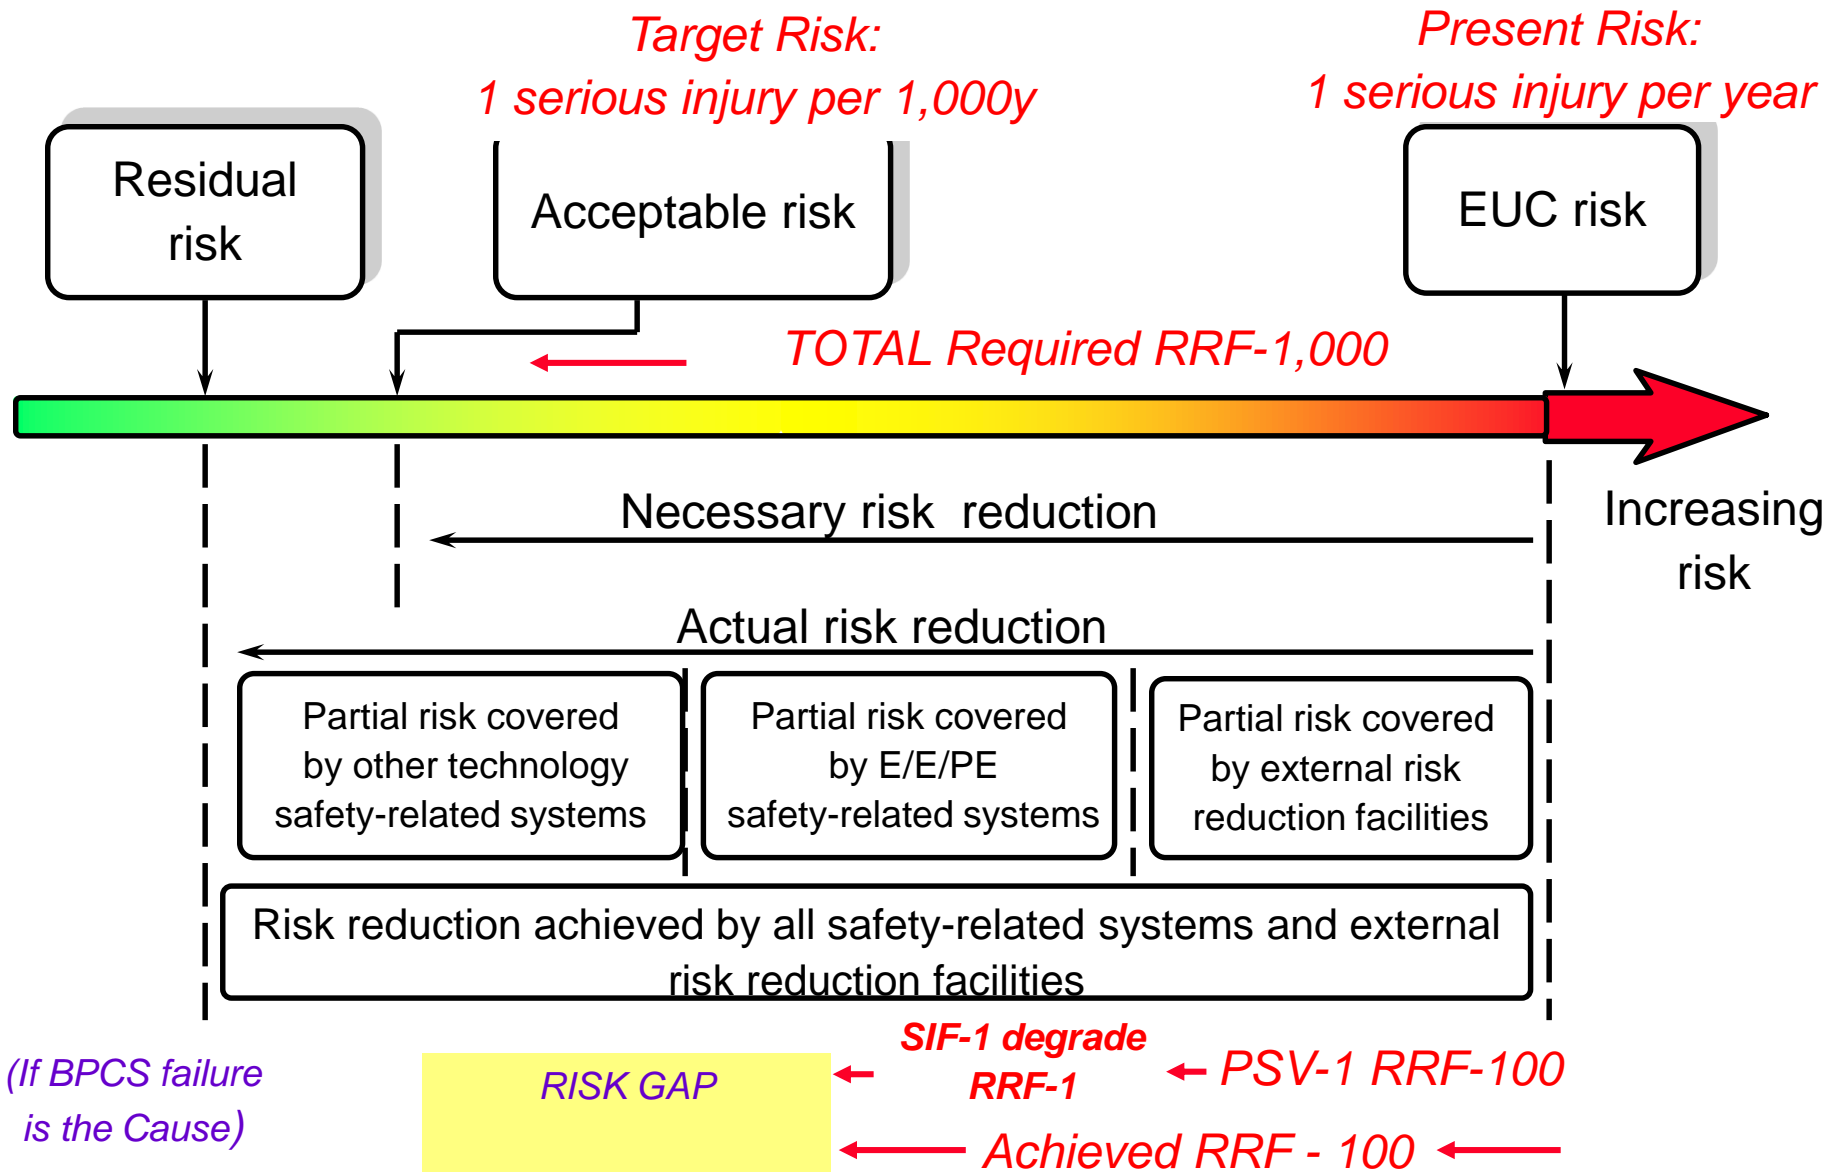 Target Risk:
1 serious injury per 1,000y
Present Risk:
1 serious injury per year
Residual
risk
Acceptable risk
EUC risk
TOTAL Required RRF-1,000
Necessary risk  reduction
Increasing
risk
Actual risk reduction
Partial risk covered
by other technology
safety-related systems
Partial risk covered
by E/E/PE
safety-related systems
Partial risk covered
by external risk
reduction facilities
Risk reduction achieved by all safety-related systems and external
risk reduction facilities
(If BPCS failure
is the Cause)
RISK GAP
SIF-1 degrade
RRF-1
PSV-1 RRF-100
Achieved RRF - 100